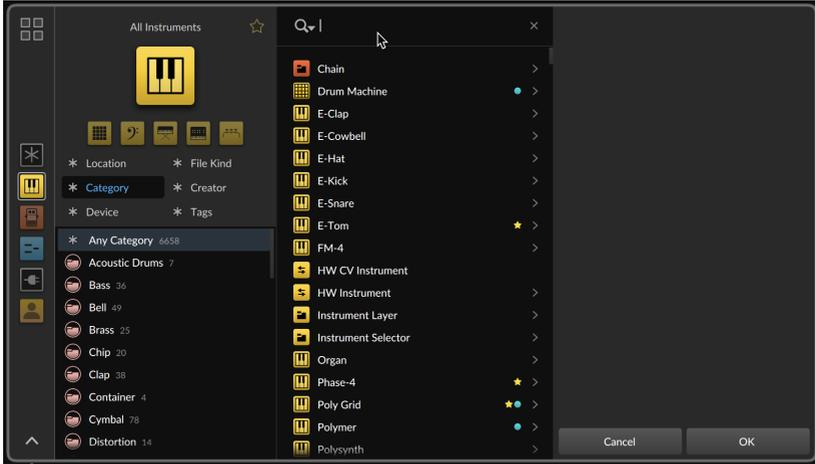 All Instruments
Location
File Kind
Category
Creator
Device
Tags
Any Category 6658
Acoustic Drums 7
Bass 36
Bell 49
Brass 25
Chip 20
Clap 38
Container 4
Cymbal 78
Distortion 14
Chain
Drum Machine
E-Clap
E-Cowbell
E-Hat
E-Kick
E-Snare
E-Tom
FM-4
HW CV Instrument
HW Instrument
Instrument Layer
Instrument Selector
Organ
Phase-4
Poly Grid
Polymer
Polysynth
Cancel
OK